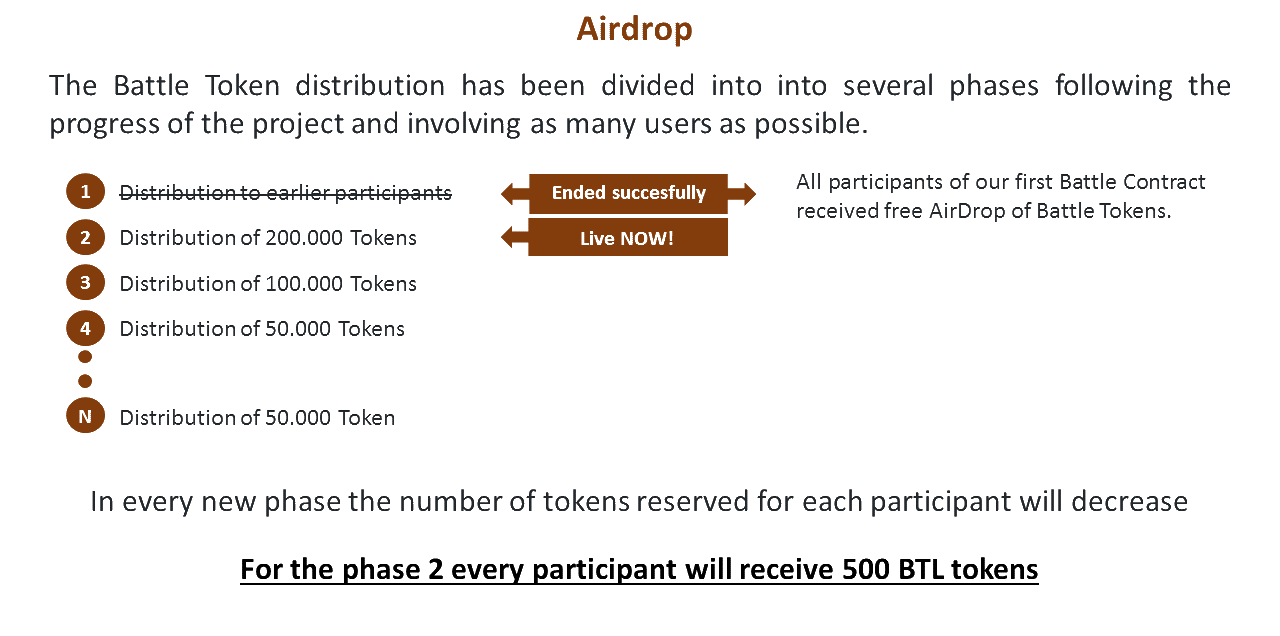 Airdrop
The Battle Token distribution has been divided into into several phases following the
progress of the project and involving as many users as possible.
1 Distribution to earlier participants
Ended succesfully
All participants of our first Battle Contract
received free AirDrop of Battle Tokens.
2 Distribution of 200.000 Tokens
Live NOW!
3 Distribution of 100.000 Tokens
4 Distribution of 50.000 Tokens
N Distribution of 50.000 Token
In every new phase the number of tokens reserved for each participant will decrease
For the phase 2 every participant will receive 500 BTL tokens